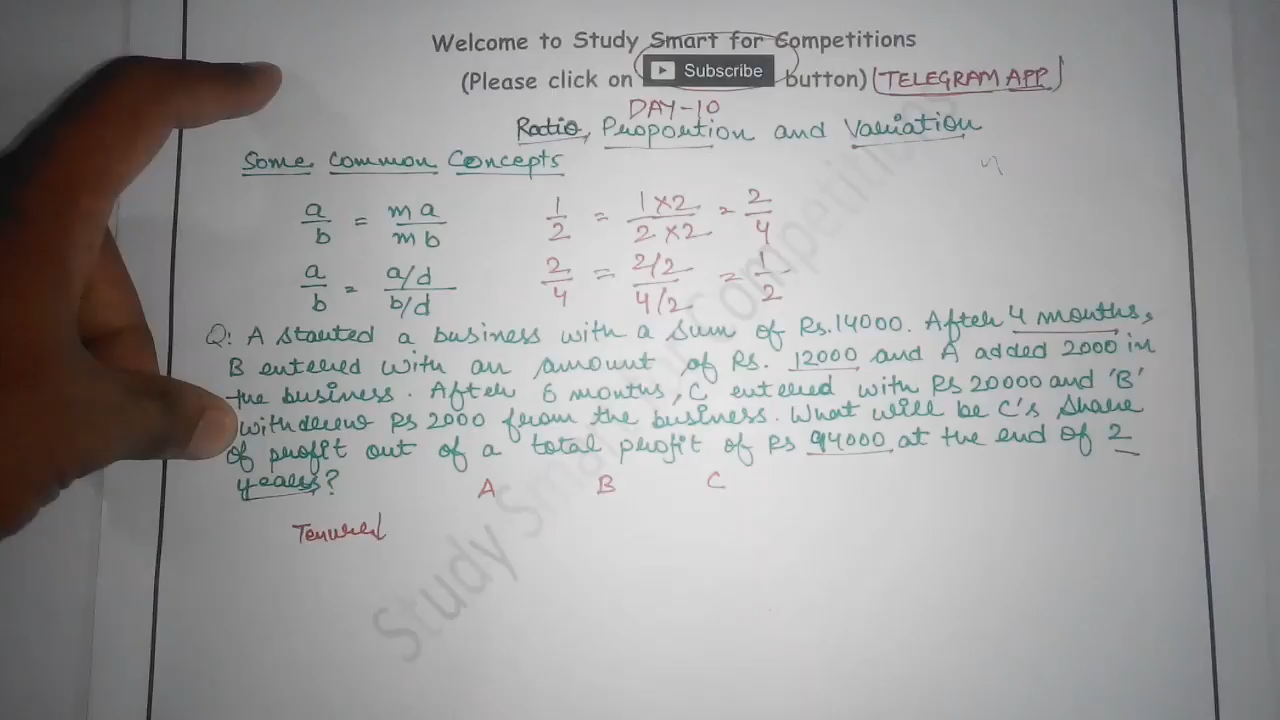 Welcome to Study Smart for Competitions
(Please click on Subscribe button) (TELEGRAM APP)
DAY-10
Ratio, Proportion and Variation
Some Common Concepts
a/b = ma/mb 1/2 = 1×2/2×2 = 2/4
a/b = a/d/b/d 2/4 = 2/2/4/2 = 1/2
Q: A started a business with a sum of Rs.14000. After 4 months,
B entered with an amount of Rs. 12000 and A added 2000 in
the business. After 6 months, C entered with Rs 20000 and 'B'
withdrew Rs 2000 from the business. What will be C's share
of profit out of a total profit of Rs 94000 at the end of 2
years?
A B C
Study Smart for Competitions